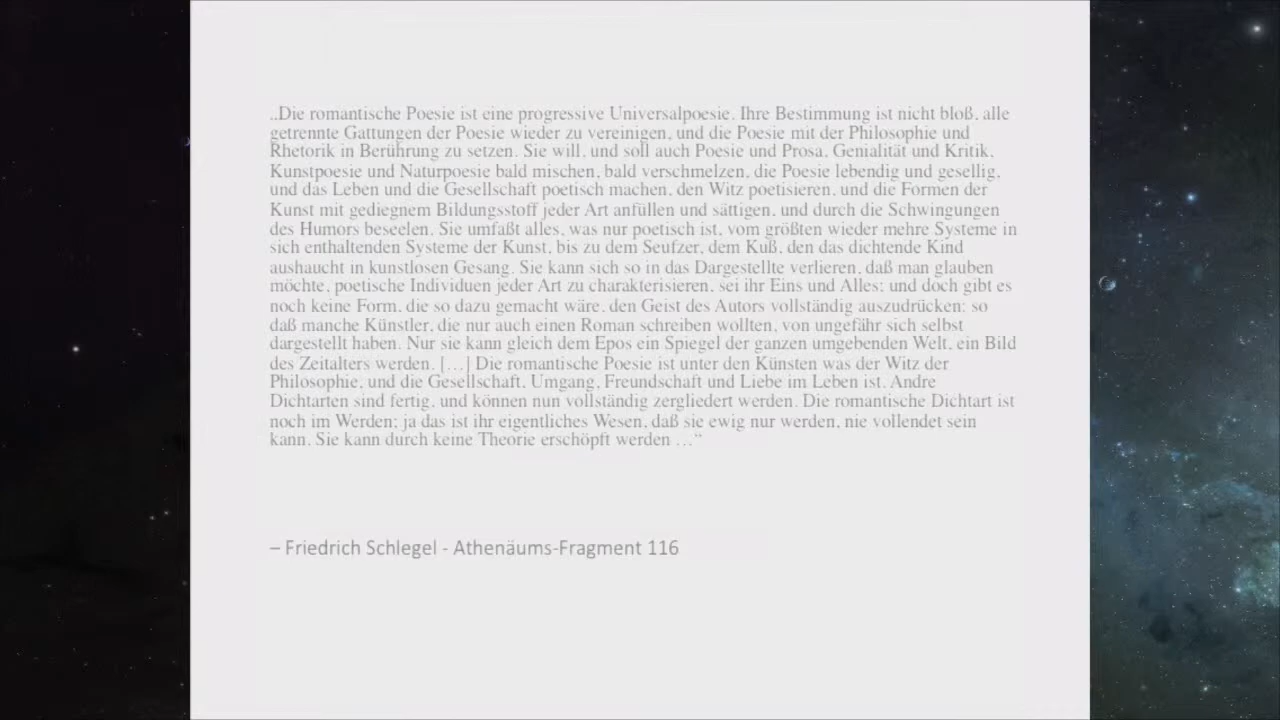 „Die romantische Poesie ist eine progressive Universalpoesie. Ihre Bestimmung ist nicht bloß, alle
getrennte Gattungen der Poesie wieder zu vereinigen, und die Poesie mit der Philosophie und
Rhetorik in Berührung zu setzen. Sie will, und soll auch Poesie und Prosa, Genialität und Kritik,
Kunstpoesie und Naturpoesie bald mischen, bald verschmelzen, die Poesie lebendig und gesellig,
und das Leben und die Gesellschaft poetisch machen, den Witz poetisieren, und die Formen der
Kunst mit gediegnem Bildungsstoff jeder Art anfüllen und sättigen, und durch die Schwingungen
des Humors beseelen. Sie umfaßt alles, was nur poetisch ist, vom größten wieder mehre Systeme in
sich enthaltenden Systeme der Kunst, bis zu dem Seufzer, dem Kuß, den das dichtende Kind
aushaucht in kunstlosen Gesang. Sie kann sich so in das Dargestellte verlieren, daß man glauben
möchte, poetische Individuen jeder Art zu charakterisieren, sei ihr Eins und Alles; und doch gibt es
noch keine Form, die so dazu gemacht wäre, den Geist des Autors vollständig auszudrücken: so
daß manche Künstler, die nur auch einen Roman schreiben wollten, von ungefähr sich selbst
dargestellt haben. Nur sie kann gleich dem Epos ein Spiegel der ganzen umgebenden Welt, ein Bild
des Zeitalters werden. […] Die romantische Poesie ist unter den Künsten was der Witz der
Philosophie, und die Gesellschaft, Umgang, Freundschaft und Liebe im Leben ist. Andre
Dichtarten sind fertig, und können nun vollständig zergliedert werden. Die romantische Dichtart ist
noch im Werden; ja das ist ihr eigentliches Wesen, daß sie ewig nur werden, nie vollendet sein
kann. Sie kann durch keine Theorie erschöpft werden …“
– Friedrich Schlegel - Athenäums-Fragment 116